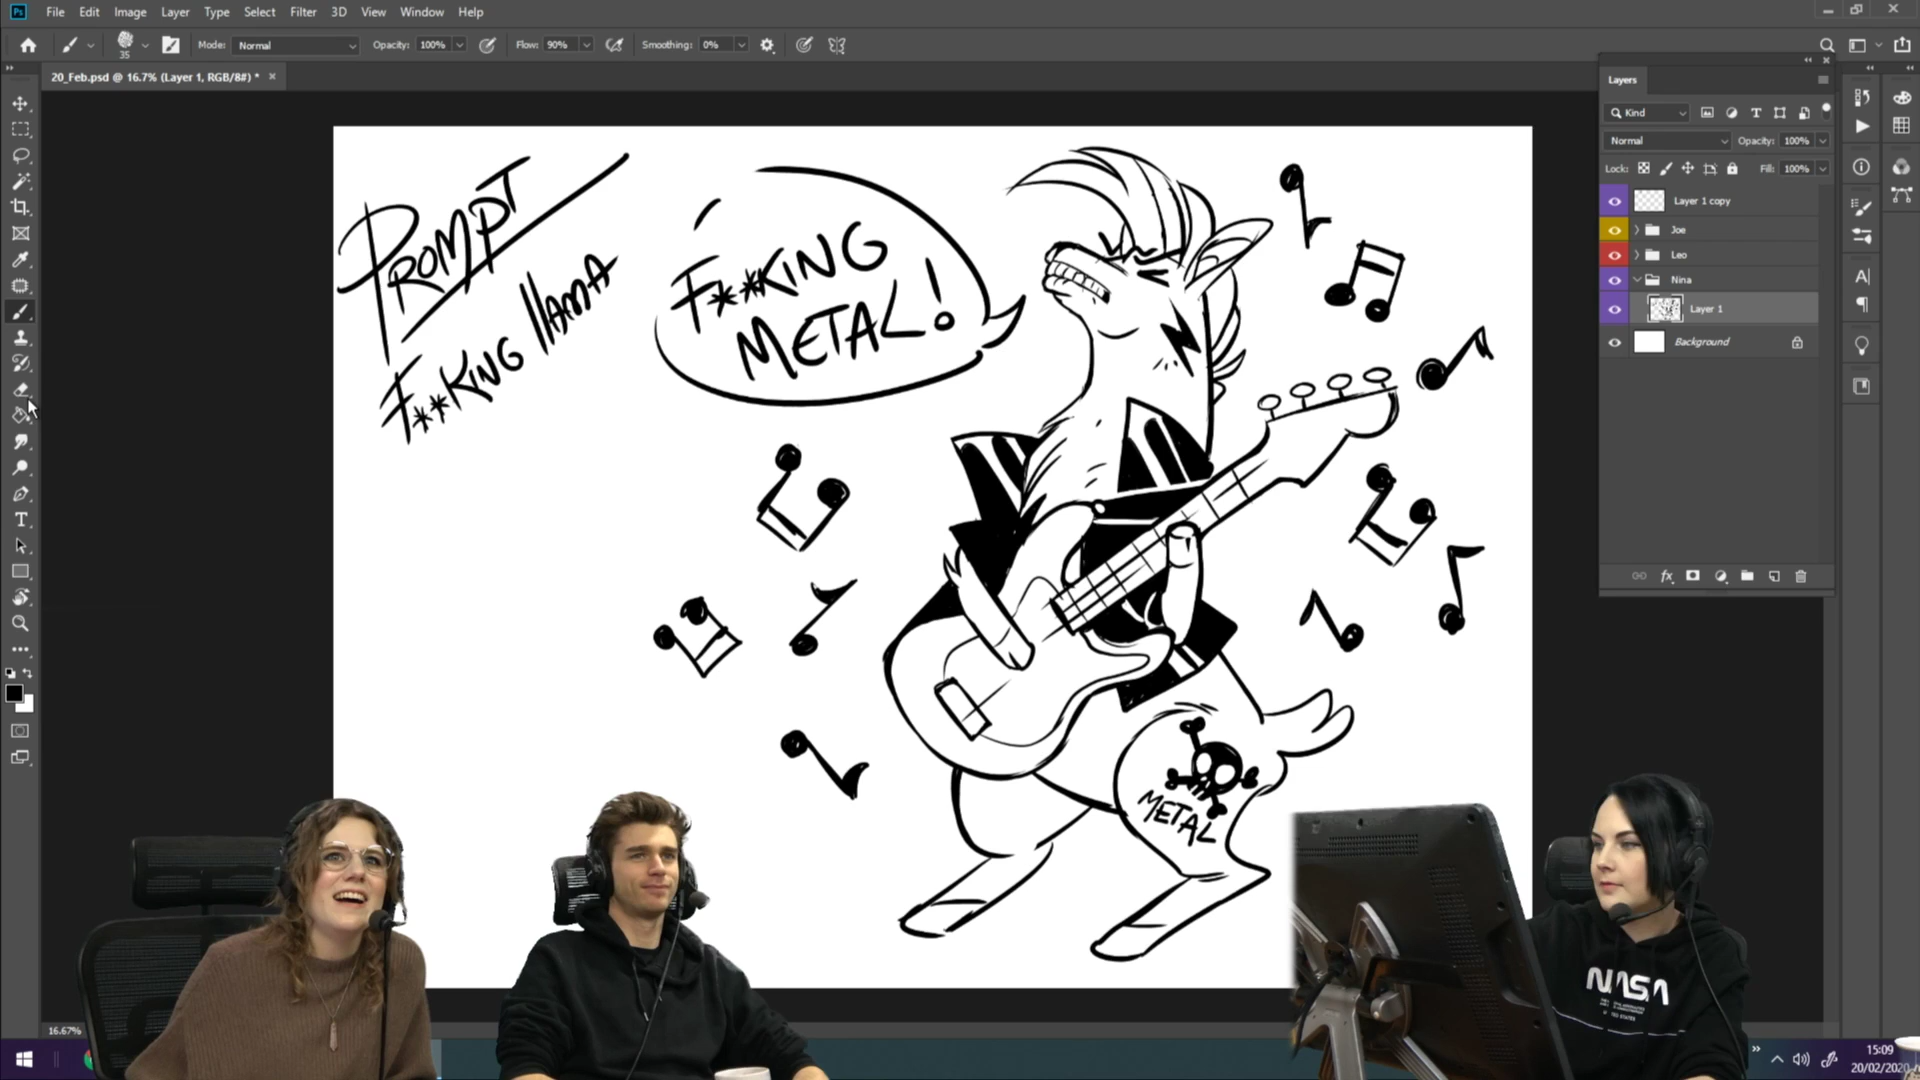 Ps File Edit Image Layer Type Select Filter 3D View Window Help
35 Mode: Normal Opacity: 100% Flow: 90% Smoothing: 0%
20_Feb.psd @ 16.7% (Layer 1, RGB/8#) *
Layers
Kind
Normal Opacity: 100%
Lock: Fill: 100%
Layer 1 copy
Joe
Leo
Nina
Layer 1
Background
PROMPT
F**KING llAMA
F**KING
METAL!
METAL
NASA
16.67%
15:09
20/02/2020